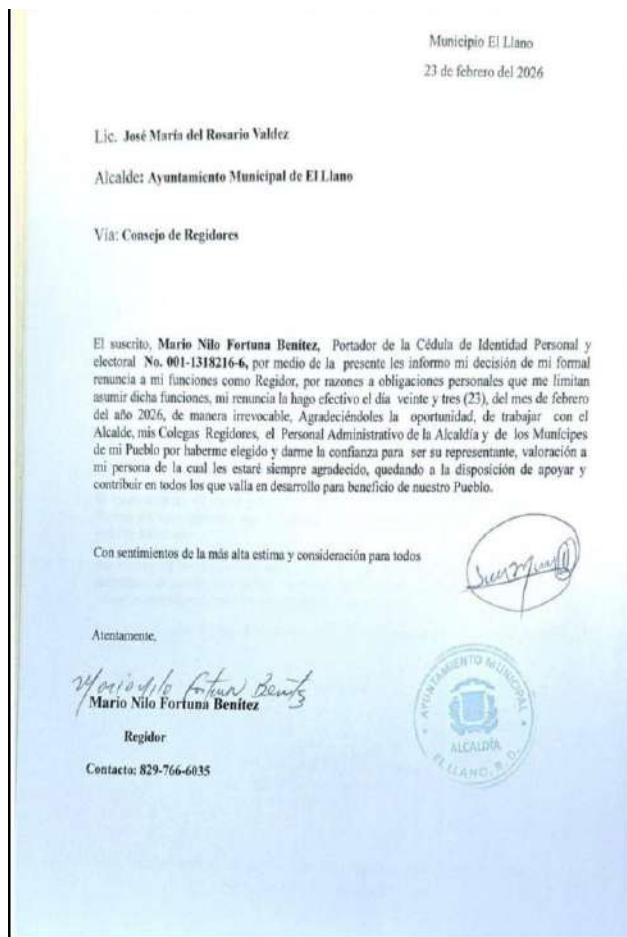 Municipio El Llano
23 de febrero del 2026
Lic. José María del Rosario Valdez
Alcalde: Ayuntamiento Municipal de El Llano
Vía: Consejo de Regidores
El suscrito, Mario Nilo Fortuna Benítez, Portador de la Cédula de Identidad Personal y
electoral No. 001-1318216-6, por medio de la presente les informo mi decisión de mi formal
renuncia a mi funciones como Regidor, por razones a obligaciones personales que me limitan
asumir dicha funciones, mi renuncia la hago efectivo el día veinte y tres (23), del mes de febrero
del año 2026, de manera irrevocable, Agradeciéndoles la oportunidad, de trabajar con el
Alcalde, mis Colegas Regidores, el Personal Administrativo de la Alcaldía y de los Munícipes
de mi Pueblo por haberme elegido y darme la confianza para ser su representante, valoración a
mi persona de la cual les estaré siempre agradecido, quedando a la disposición de apoyar y
contribuir en todos los que valla en desarrollo para beneficio de nuestro Pueblo.
Con sentimientos de la más alta estima y consideración para todos
Atentamente,
Mario Nilo Fortuna Benitez
Mario Nilo Fortuna Benítez
Regidor
Contacto: 829-766-6035
AYUNTAMIENTO MUNICIPAL
ALCALDÍA
EL LLANO, R. D.